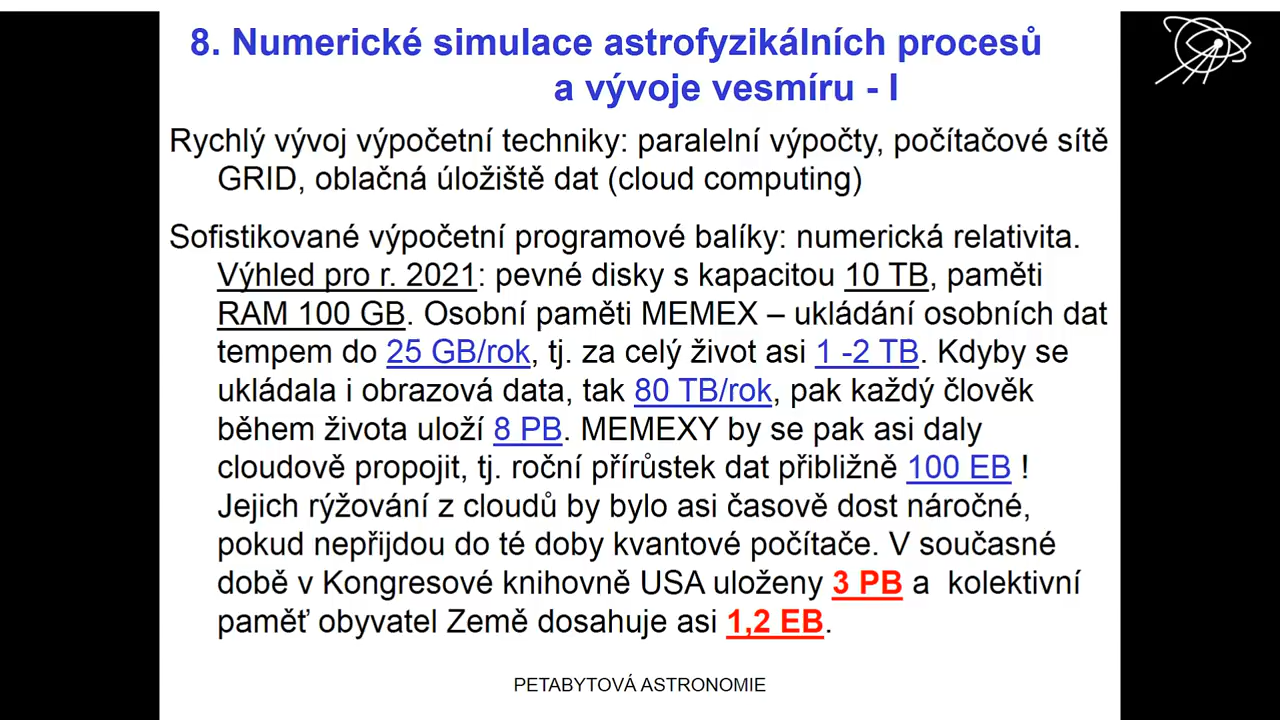 8. Numerické simulace astrofyzikálních procesů
a vývoje vesmíru - I
Rychlý vývoj výpočetní techniky: paralelní výpočty, počítačové sítě
GRID, oblačná úložiště dat (cloud computing)
Sofistikované výpočetní programové balíky: numerická relativita.
Výhled pro r. 2021: pevné disky s kapacitou 10 TB, paměti
RAM 100 GB. Osobní paměti MEMEX – ukládání osobních dat
tempem do 25 GB/rok, tj. za celý život asi 1 -2 TB. Kdyby se
ukládala i obrazová data, tak 80 TB/rok, pak každý člověk
během života uloží 8 PB. MEMEXY by se pak asi daly
cloudově propojit, tj. roční přírůstek dat přibližně 100 EB !
Jejich rýžování z cloudů by bylo asi časově dost náročné,
pokud nepřijdou do té doby kvantové počítače. V současné
době v Kongresové knihovně USA uloženy 3 PB a kolektivní
paměť obyvatel Země dosahuje asi 1,2 EB.
PETABYTOVÁ ASTRONOMIE